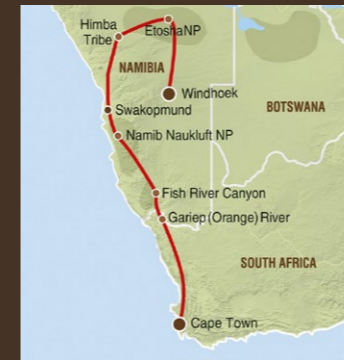 Himba
Tribe
EtoshaNP
NAMIBIA
Windhoek
BOTSWANA
Swakopmund
Namib Naukluft NP
Fish River Canyon
Gariep (Orange) River
SOUTH AFRICA
Cape Town